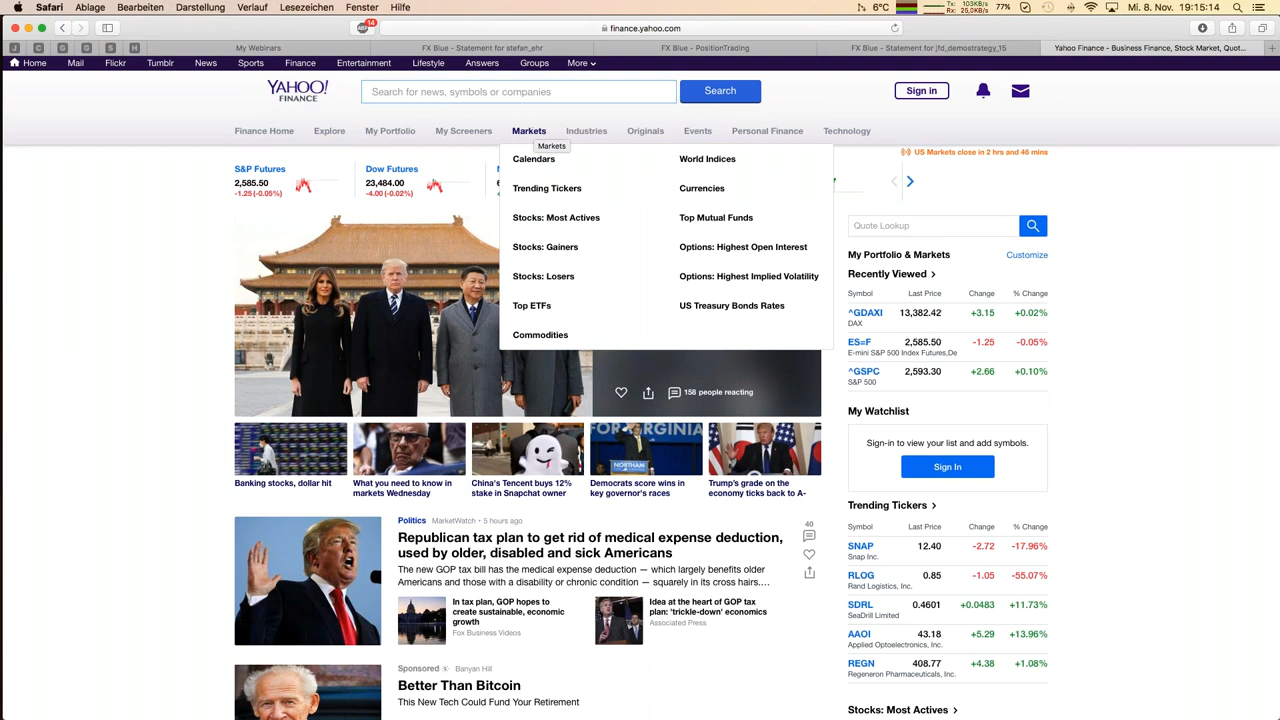 Safari Ablage Bearbeiten Darstellung Verlauf Lesezeichen Fenster Hilfe
6°C Tx: 103KB/s Rx: 25,0KB/s 77% Mi. 8. Nov. 19:15:14
14
finance.yahoo.com
J C G G S H My Webinars FX Blue - Statement for stefan_ehr FX Blue - PositionTrading FX Blue - Statement for jfd_demostrategy_15 Yahoo Finance - Business Finance, Stock Market, Quot...
Home Mail Flickr Tumblr News Sports Finance Entertainment Lifestyle Answers Groups More
YAHOO!
FINANCE
Search for news, symbols or companies
Search
Sign in
Finance Home Explore My Portfolio My Screeners Markets Industries Originals Events Personal Finance Technology
Markets
US Markets close in 2 hrs and 46 mins
S&P Futures
2,585.50
-1.25 (-0.05%)
Dow Futures
23,484.00
-4.00 (-0.02%)
Calendars
Trending Tickers
Stocks: Most Actives
Stocks: Gainers
Stocks: Losers
Top ETFs
Commodities
World Indices
Currencies
Top Mutual Funds
Options: Highest Open Interest
Options: Highest Implied Volatility
US Treasury Bonds Rates
158 people reacting
FOR VIRGINIA
NORTHAM
Banking stocks, dollar hit
What you need to know in
markets Wednesday
China's Tencent buys 12%
stake in Snapchat owner
Democrats score wins in
key governor's races
Trump's grade on the
economy ticks back to A-
Politics MarketWatch • 5 hours ago
Republican tax plan to get rid of medical expense deduction,
used by older, disabled and sick Americans
The new GOP tax bill has the medical expense deduction — which largely benefits older
Americans and those with a disability or chronic condition — squarely in its cross hairs....
40
In tax plan, GOP hopes to
create sustainable, economic
growth
Fox Business Videos
Idea at the heart of GOP tax
plan: 'trickle-down' economics
Associated Press
Sponsored Banyan Hill
Better Than Bitcoin
This New Tech Could Fund Your Retirement
Quote Lookup
My Portfolio & Markets Customize
Recently Viewed
Symbol Last Price Change % Change
^GDAXI 13,382.42 +3.15 +0.02%
DAX
ES=F 2,585.50 -1.25 -0.05%
E-mini S&P 500 Index Futures,De
^GSPC 2,593.30 +2.66 +0.10%
S&P 500
My Watchlist
Sign-in to view your list and add symbols.
Sign In
Trending Tickers
Symbol Last Price Change % Change
SNAP 12.40 -2.72 -17.96%
Snap Inc.
RLOG 0.85 -1.05 -55.07%
Rand Logistics, Inc.
SDRL 0.4601 +0.0483 +11.73%
SeaDrill Limited
AAOI 43.18 +5.29 +13.96%
Applied Optoelectronics, Inc.
REGN 408.77 +4.38 +1.08%
Regeneron Pharmaceuticals, Inc.
Stocks: Most Actives